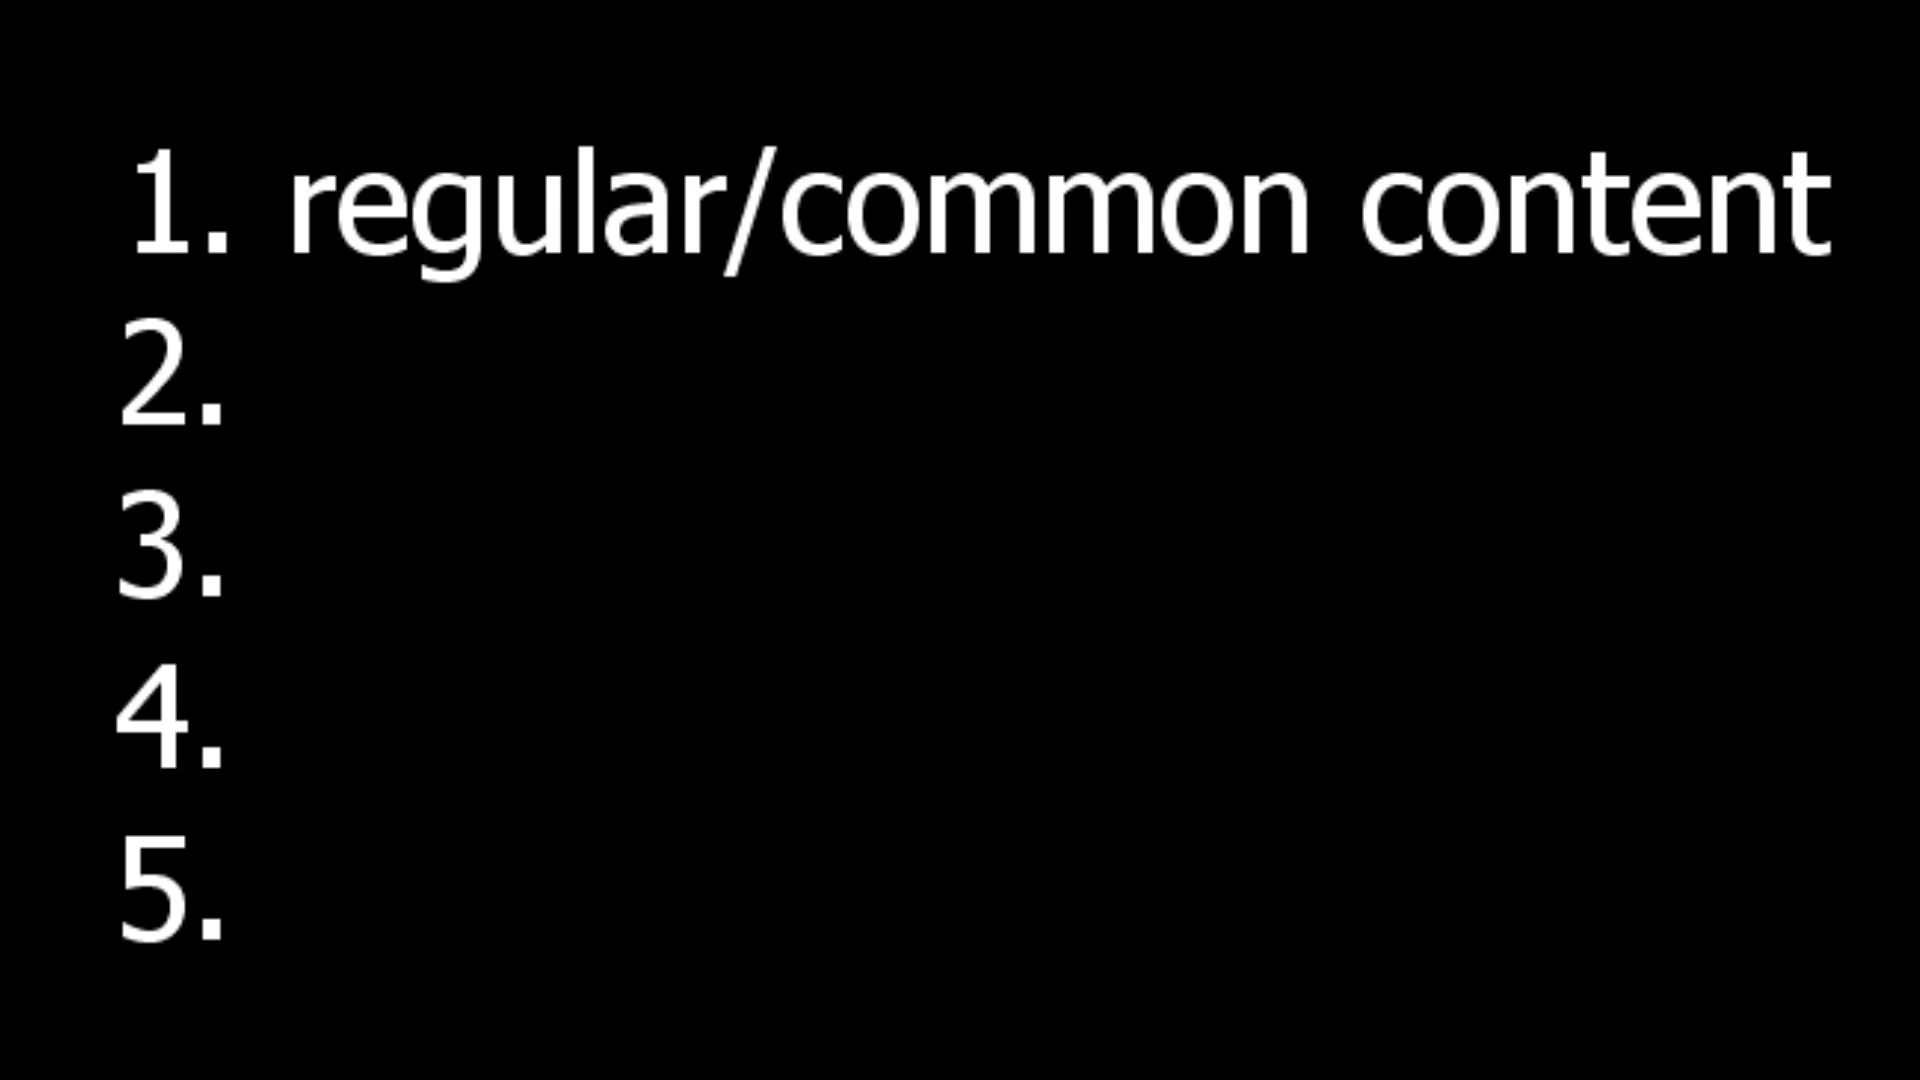 1. regular/common content
2.
3.
4.
5.